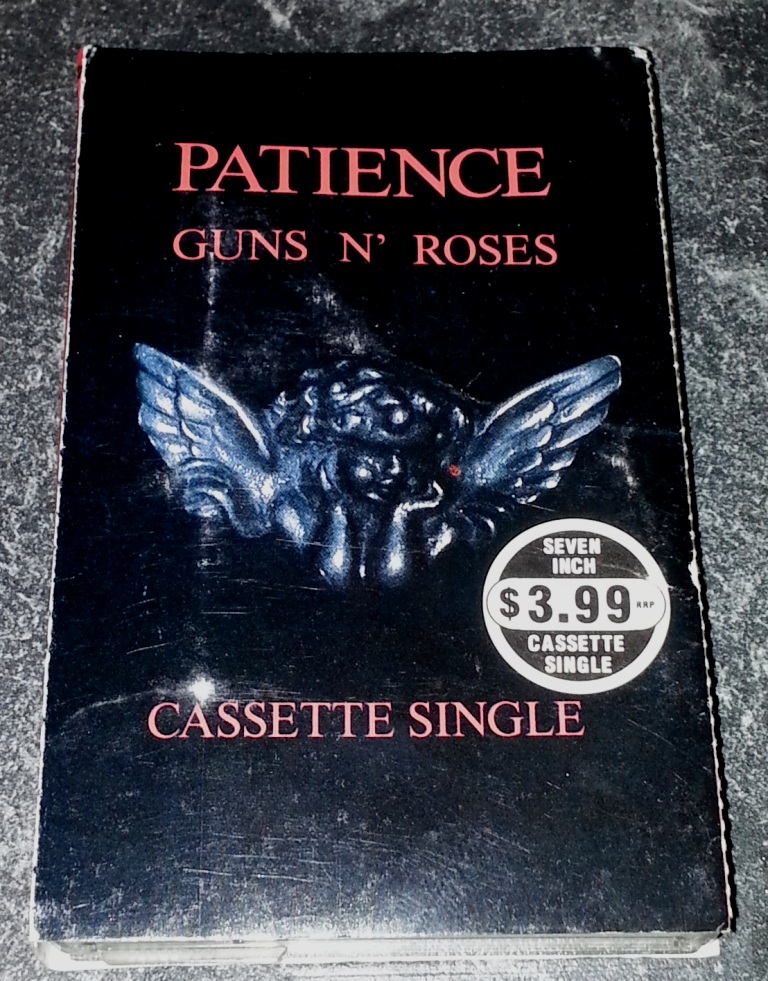 PATIENCE
GUNS N' ROSES
SEVEN
INCH
$3.99 RRP
CASSETTE
SINGLE
CASSETTE SINGLE